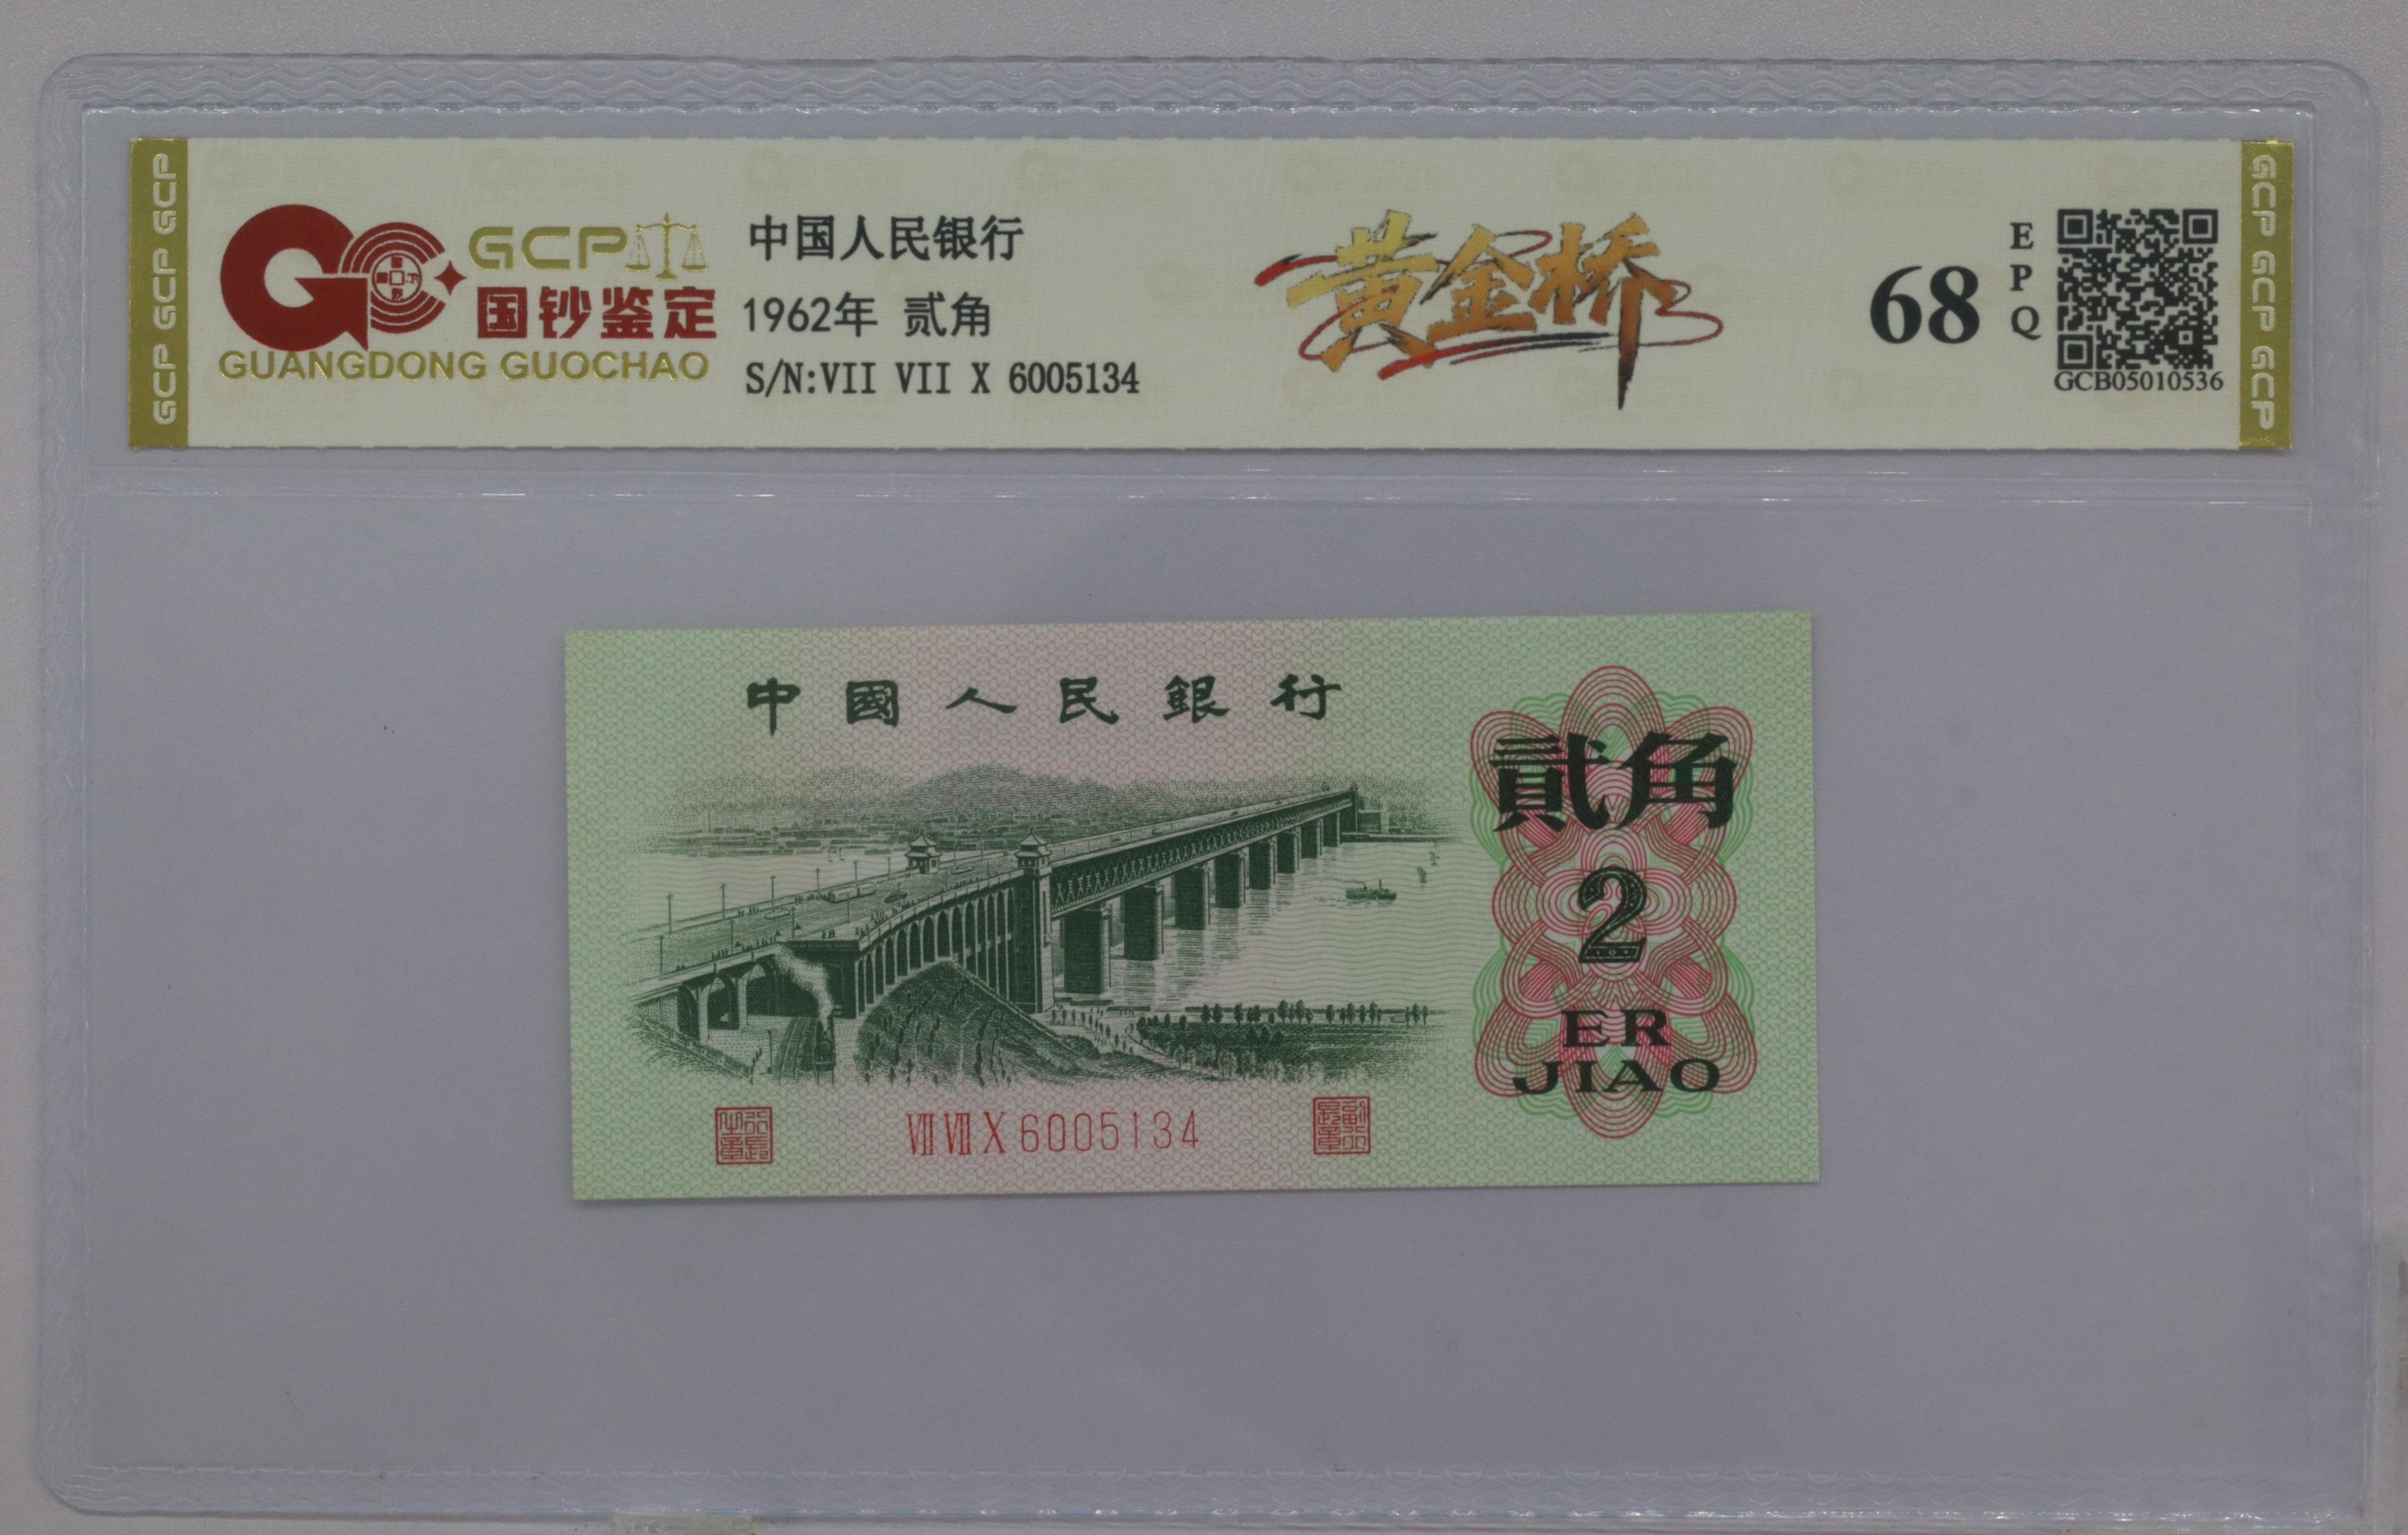 GCP GCP GCP
GCP
国钞鉴定
GUANGDONG GUOCHAO
中国人民银行
1962年 贰角
S/N:VII VII X 6005134
黄金桥
68
EPQ
GCB05010536
GCP GCP GCP
中國人民銀行
貳角
2
ER
JIAO
VII VII X 6005134